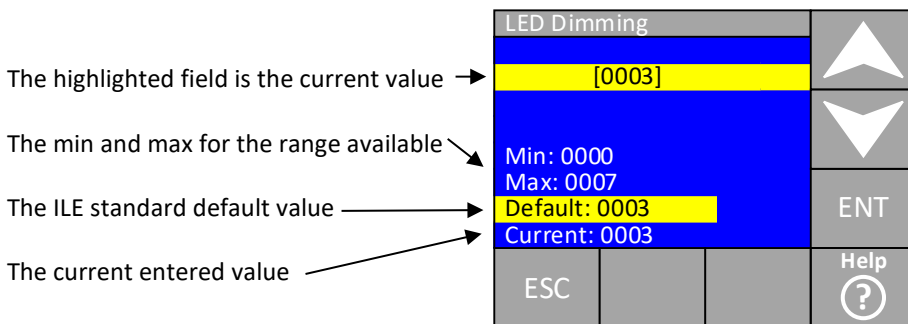 LED Dimming
The highlighted field is the current value
[0003]
The min and max for the range available
Min: 0000
Max: 0007
The ILE standard default value
Default: 0003
ENT
Current: 0003
The current entered value
ESC
Help
?